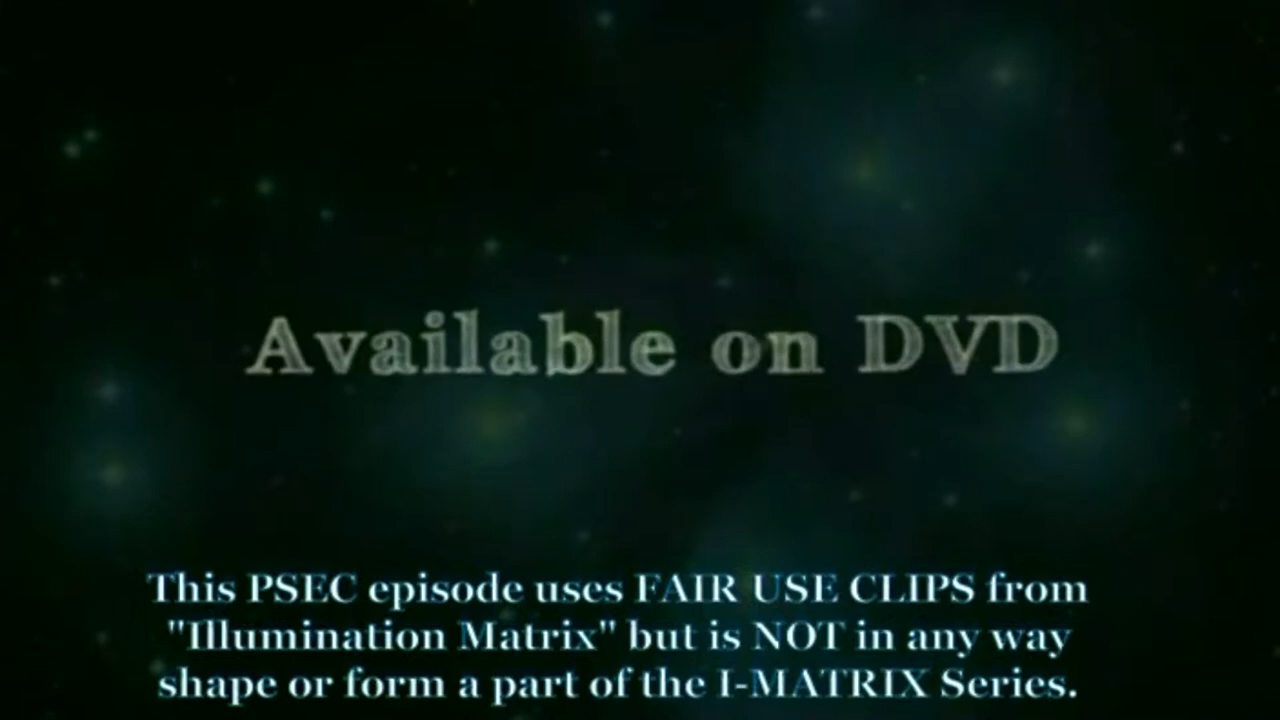 Available on DVD
This PSEC episode uses FAIR USE CLIPS from
"Illumination Matrix" but is NOT in any way
shape or form a part of the I-MATRIX Series.